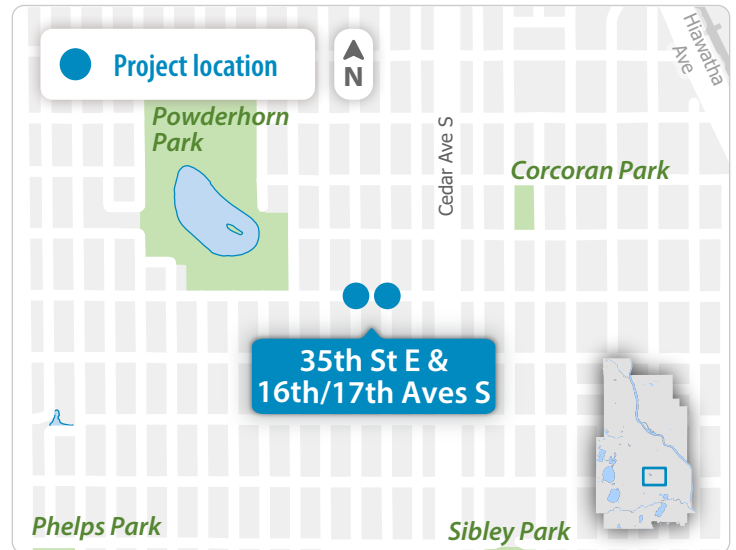 Project location
N
Hiawatha
Ave
Powderhorn
Park
Cedar Ave S
Corcoran Park
35th St E &
16th/17th Aves S
Phelps Park
Sibley Park